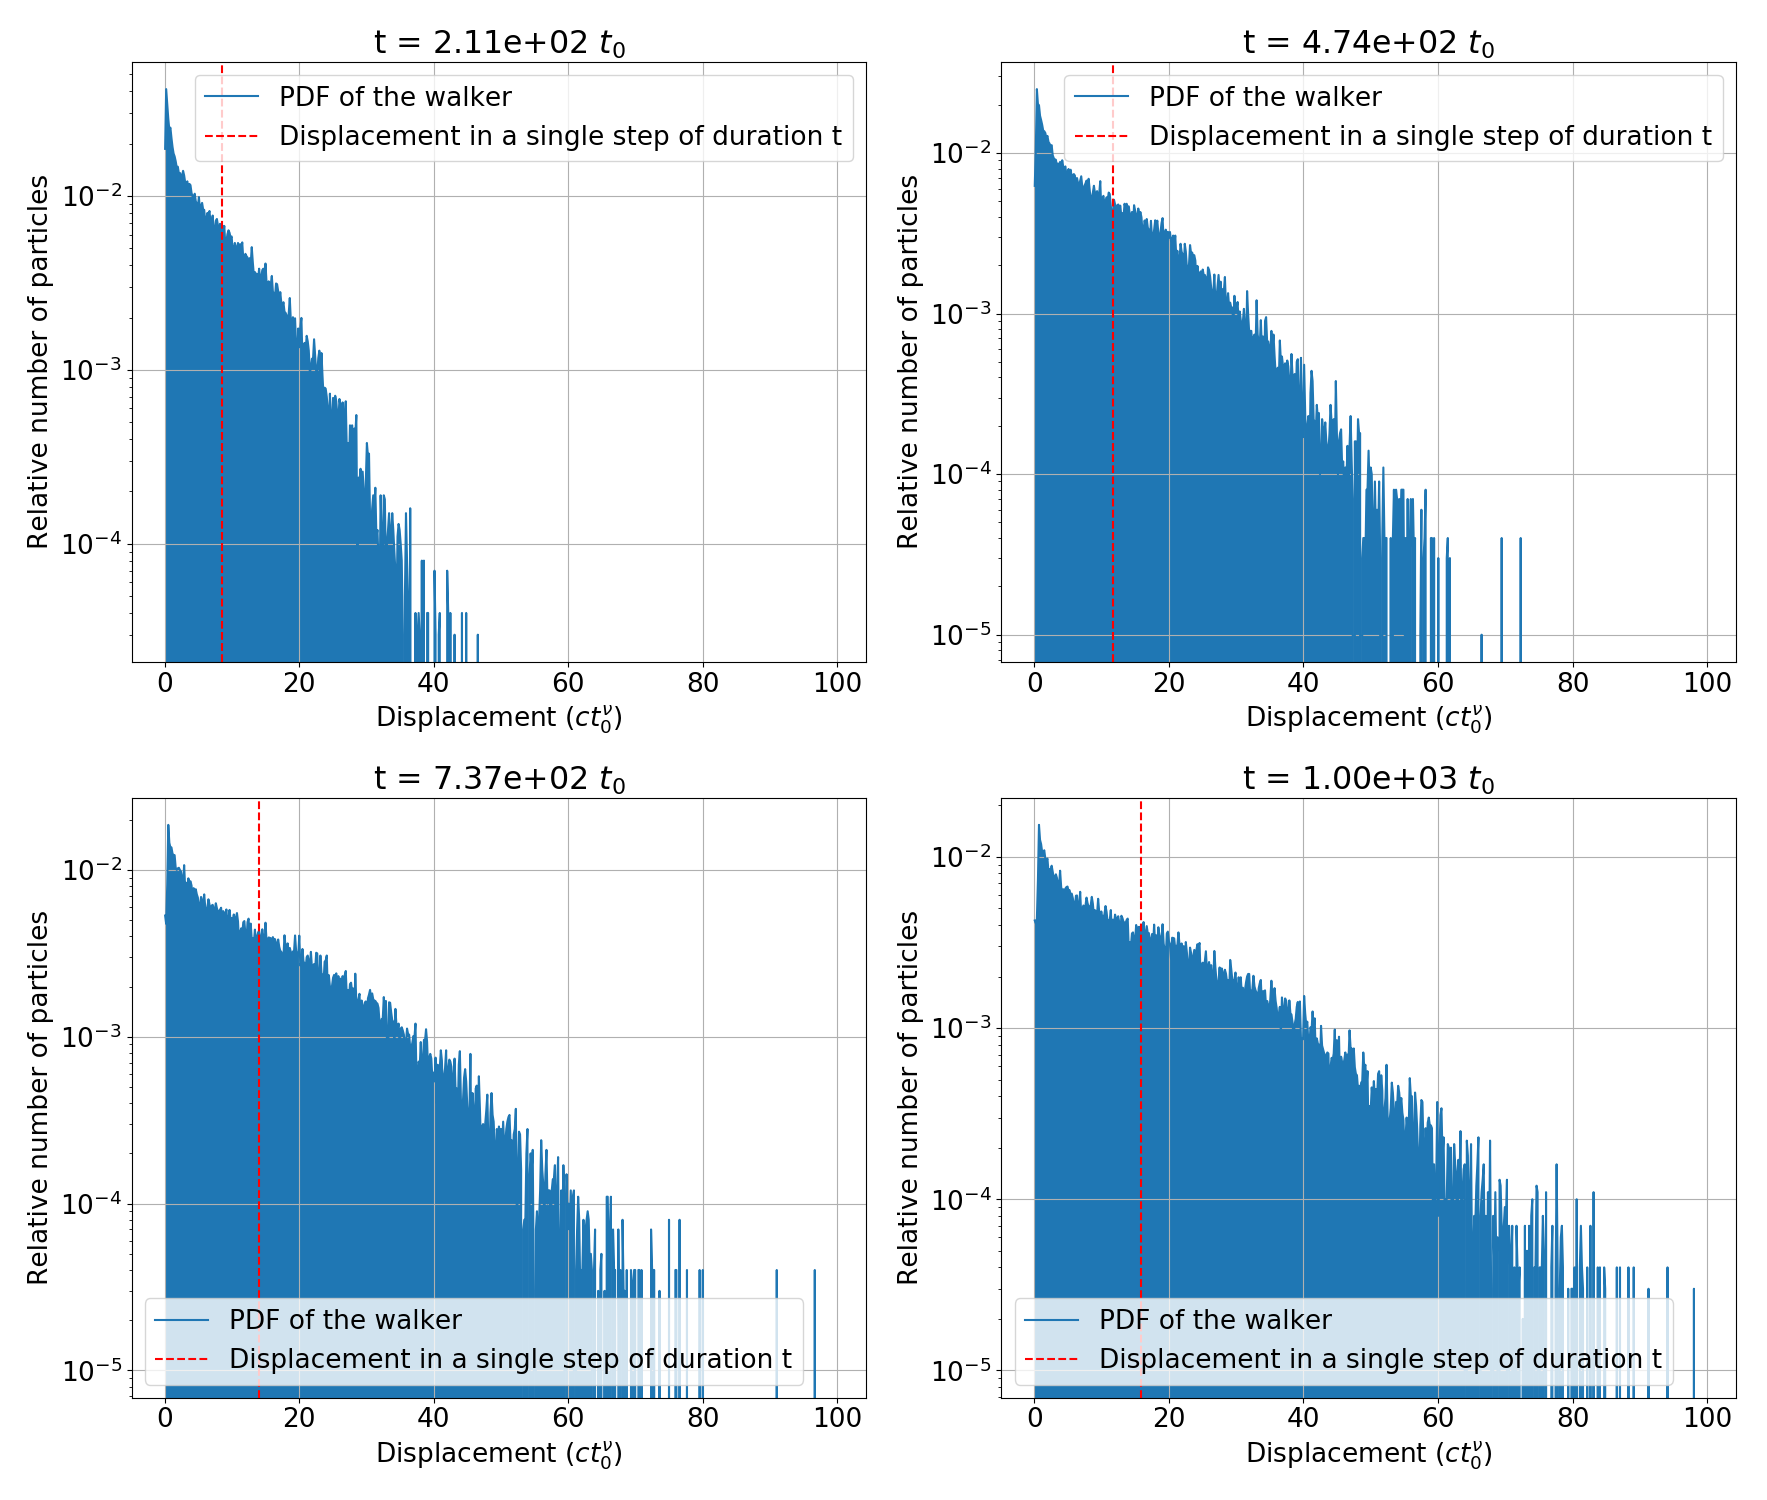 t = 2.11e+02 t₀
PDF of the walker
Displacement in a single step of duration t
Relative number of particles
10⁻²
10⁻³
10⁻⁴
0 20 40 60 80 100
Displacement (ct₀^ν)
t = 4.74e+02 t₀
PDF of the walker
Displacement in a single step of duration t
Relative number of particles
10⁻²
10⁻³
10⁻⁴
10⁻⁵
0 20 40 60 80 100
Displacement (ct₀^ν)
t = 7.37e+02 t₀
Relative number of particles
10⁻²
10⁻³
10⁻⁴
10⁻⁵
PDF of the walker
Displacement in a single step of duration t
0 20 40 60 80 100
Displacement (ct₀^ν)
t = 1.00e+03 t₀
Relative number of particles
10⁻²
10⁻³
10⁻⁴
10⁻⁵
PDF of the walker
Displacement in a single step of duration t
0 20 40 60 80 100
Displacement (ct₀^ν)